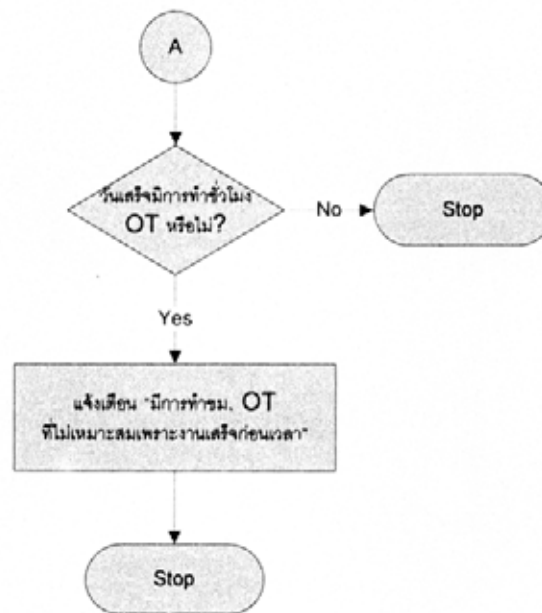 A
วันเสร็จมีการทำชั่วโมง
OT หรือไม่?
No
Stop
Yes
แจ้งเตือน "มีการทำชม. OT
ที่ไม่เหมาะสมเพราะงานเสร็จก่อนเวลา"
Stop